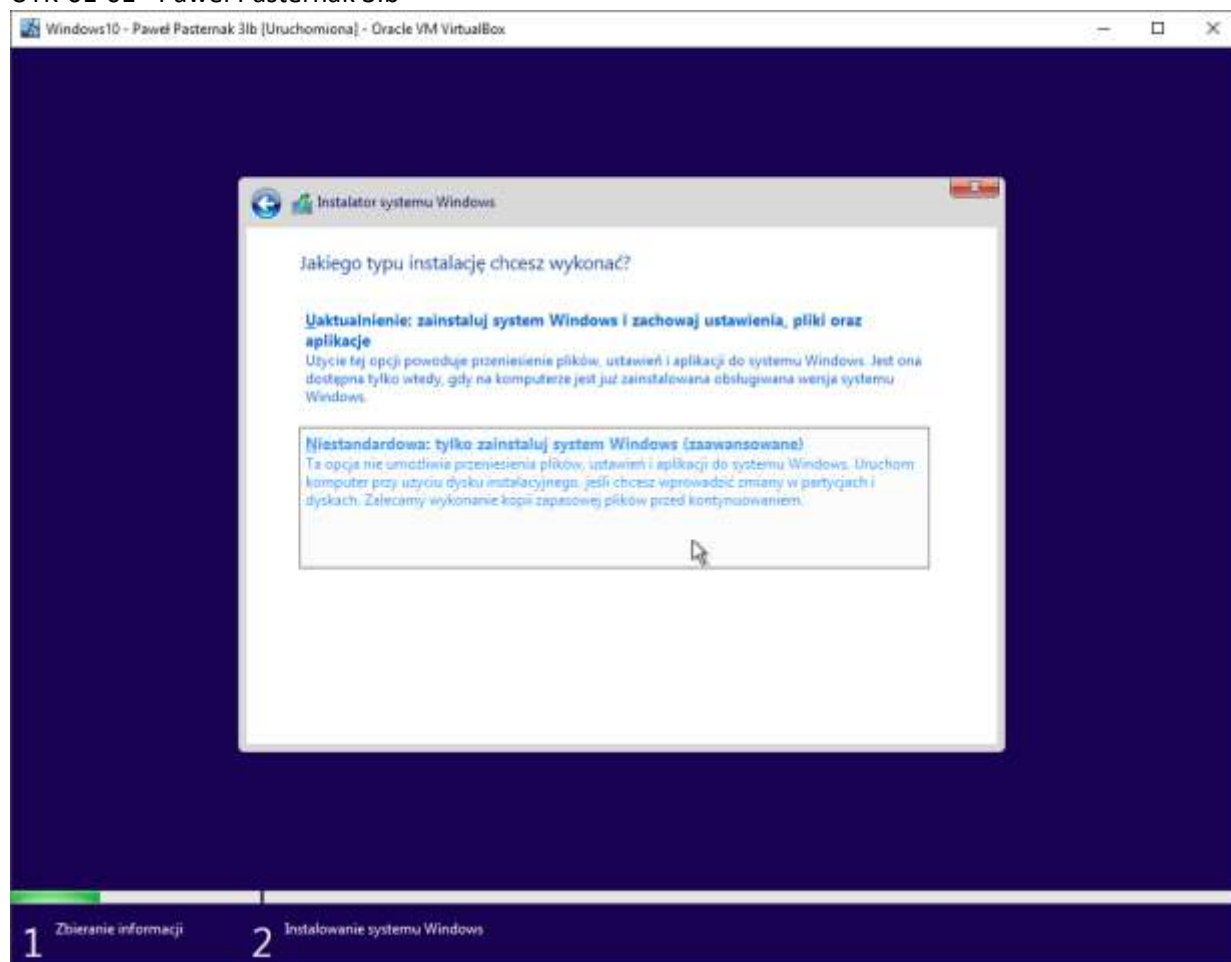 Windows10 - Paweł Pasternak 3lb [Uruchomiona] - Oracle VM VirtualBox
Instalator systemu Windows
Jakiego typu instalację chcesz wykonać?
Uaktualnienie: zainstaluj system Windows i zachowaj ustawienia, pliki oraz
aplikacje
Użycie tej opcji powoduje przeniesienie plików, ustawień i aplikacji do systemu Windows. Jest ona
dostępna tylko wtedy, gdy na komputerze jest już zainstalowana obsługiwana wersja systemu
Windows.
Niestandardowa: tylko zainstaluj system Windows (zaawansowane)
Ta opcja nie umożliwia przeniesienia plików, ustawień i aplikacji do systemu Windows. Uruchom
komputer przy użyciu dysku instalacyjnego, jeśli chcesz wprowadzić zmiany w partycjach i
dyskach. Zalecamy wykonanie kopii zapasowej plików przed kontynuowaniem.
1 Zbieranie informacji 2 Instalowanie systemu Windows